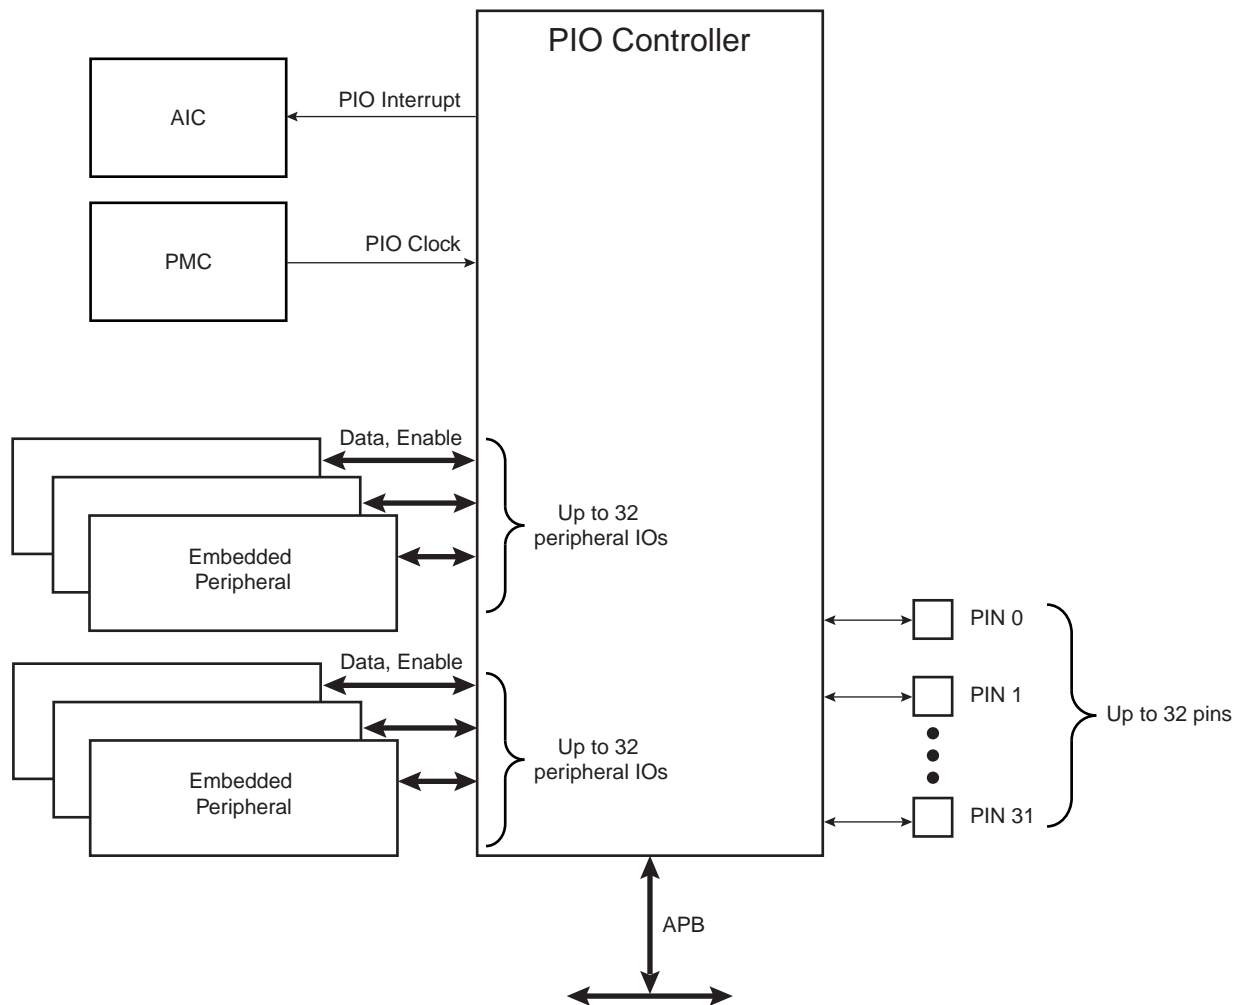 PIO Controller
PIO Interrupt
AIC
PIO Clock
PMC
Data, Enable
Up to 32
peripheral IOs
Embedded
Peripheral
PIN 0
Data, Enable
PIN 1
Up to 32 pins
Up to 32
peripheral IOs
Embedded
Peripheral
PIN 31
APB